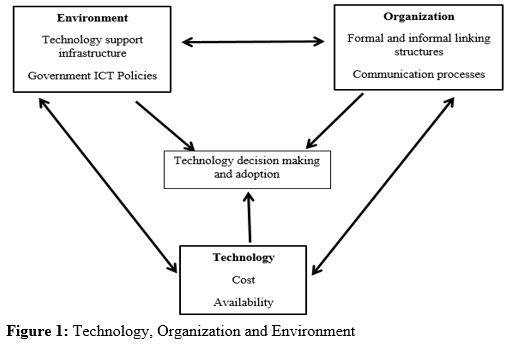 Environment
Technology support
infrastructure
Government ICT Policies
Organization
Formal and informal linking
structures
Communication processes
Technology decision making
and adoption
Technology
Cost
Availability
Figure 1: Technology, Organization and Environment